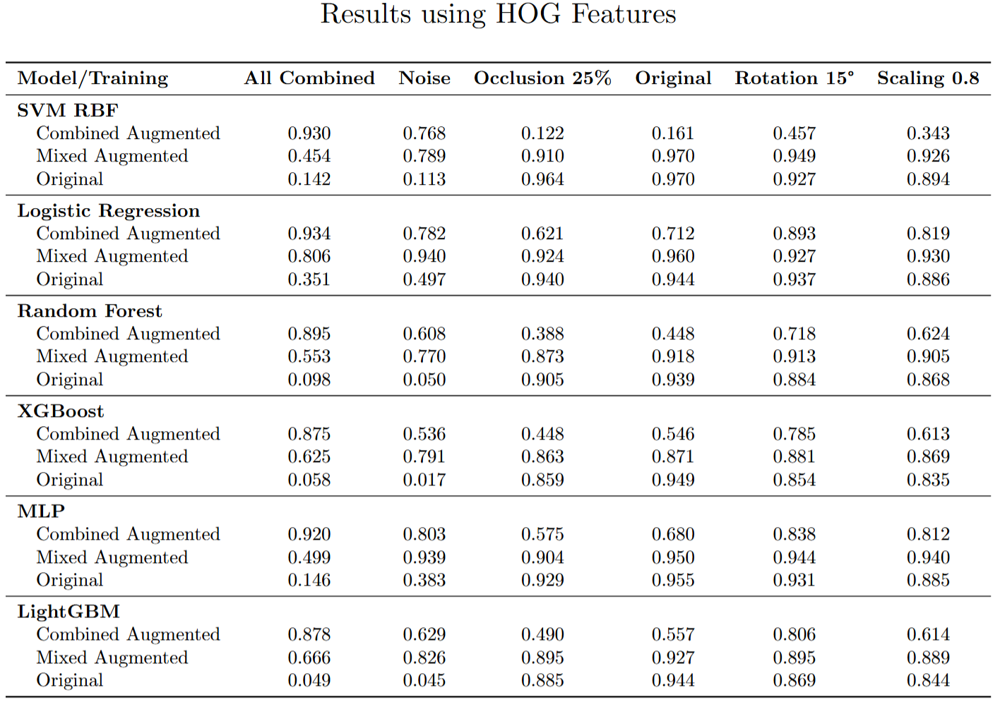 Results using HOG Features
Model/Training All Combined Noise Occlusion 25% Original Rotation 15° Scaling 0.8
SVM RBF
Combined Augmented 0.930 0.768 0.122 0.161 0.457 0.343
Mixed Augmented 0.454 0.789 0.910 0.970 0.949 0.926
Original 0.142 0.113 0.964 0.970 0.927 0.894
Logistic Regression
Combined Augmented 0.934 0.782 0.621 0.712 0.893 0.819
Mixed Augmented 0.806 0.940 0.924 0.960 0.927 0.930
Original 0.351 0.497 0.940 0.944 0.937 0.886
Random Forest
Combined Augmented 0.895 0.608 0.388 0.448 0.718 0.624
Mixed Augmented 0.553 0.770 0.873 0.918 0.913 0.905
Original 0.098 0.050 0.905 0.939 0.884 0.868
XGBoost
Combined Augmented 0.875 0.536 0.448 0.546 0.785 0.613
Mixed Augmented 0.625 0.791 0.863 0.871 0.881 0.869
Original 0.058 0.017 0.859 0.949 0.854 0.835
MLP
Combined Augmented 0.920 0.803 0.575 0.680 0.838 0.812
Mixed Augmented 0.499 0.939 0.904 0.950 0.944 0.940
Original 0.146 0.383 0.929 0.955 0.931 0.885
LightGBM
Combined Augmented 0.878 0.629 0.490 0.557 0.806 0.614
Mixed Augmented 0.666 0.826 0.895 0.927 0.895 0.889
Original 0.049 0.045 0.885 0.944 0.869 0.844